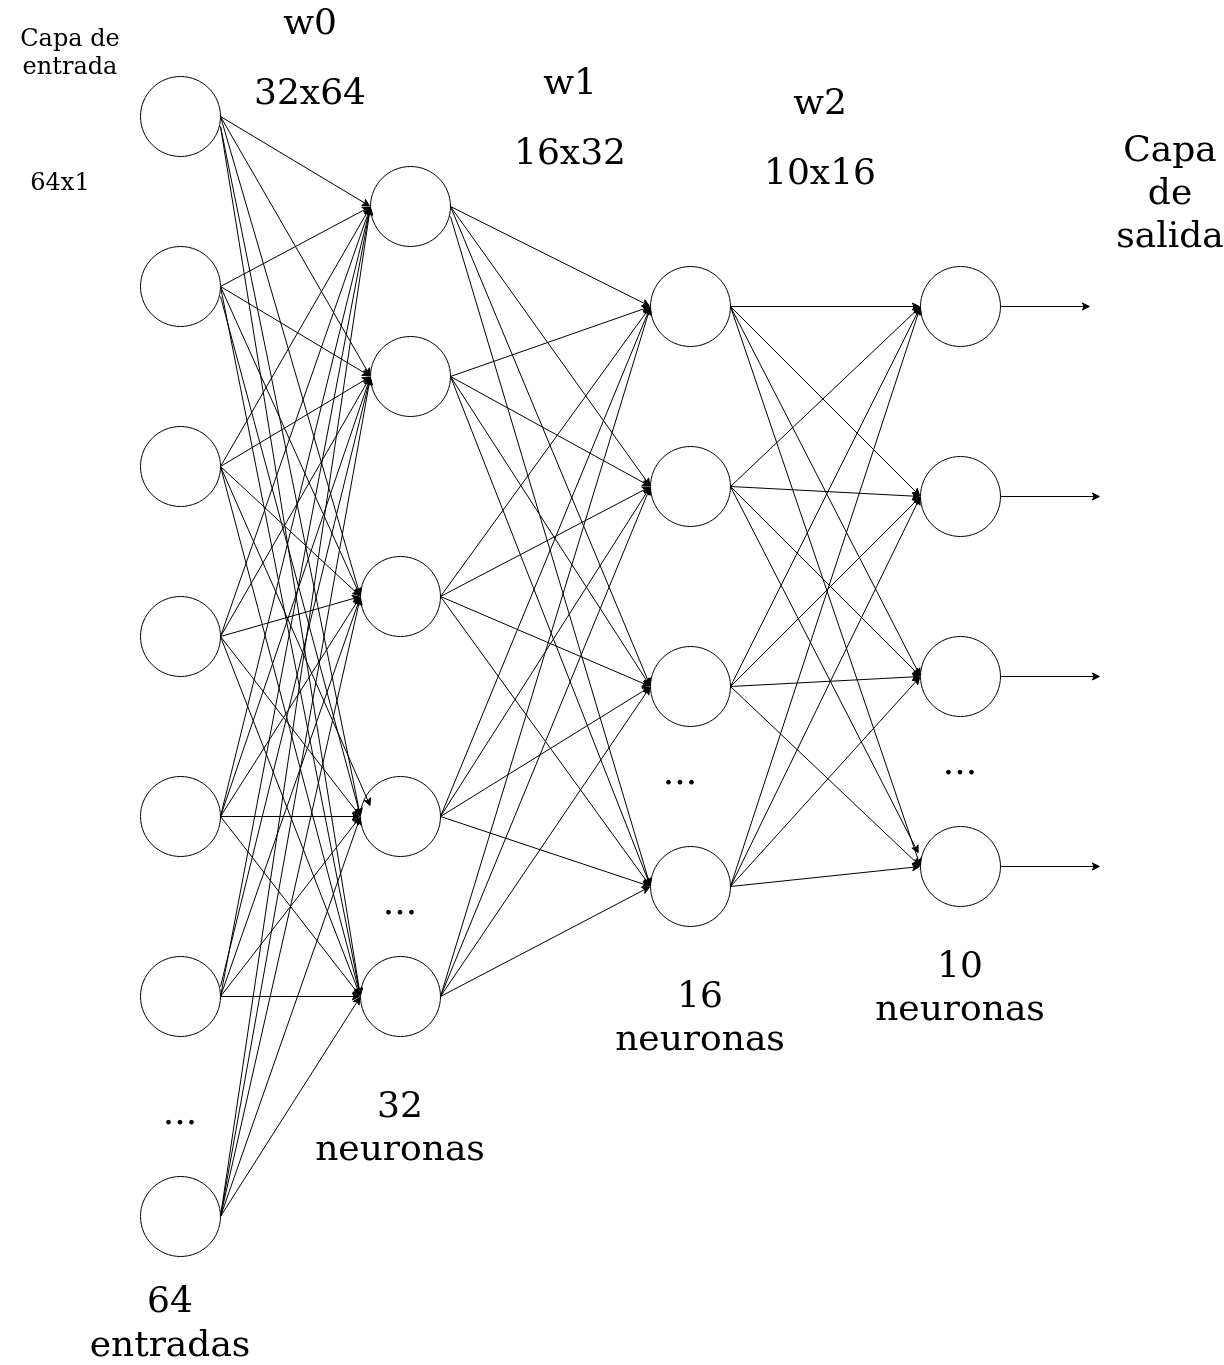 Capa de
entrada
64x1
w0
32x64
w1
16x32
w2
10x16
Capa
de
salida
...
...
...
...
10
neuronas
16
neuronas
32
neuronas
64
entradas